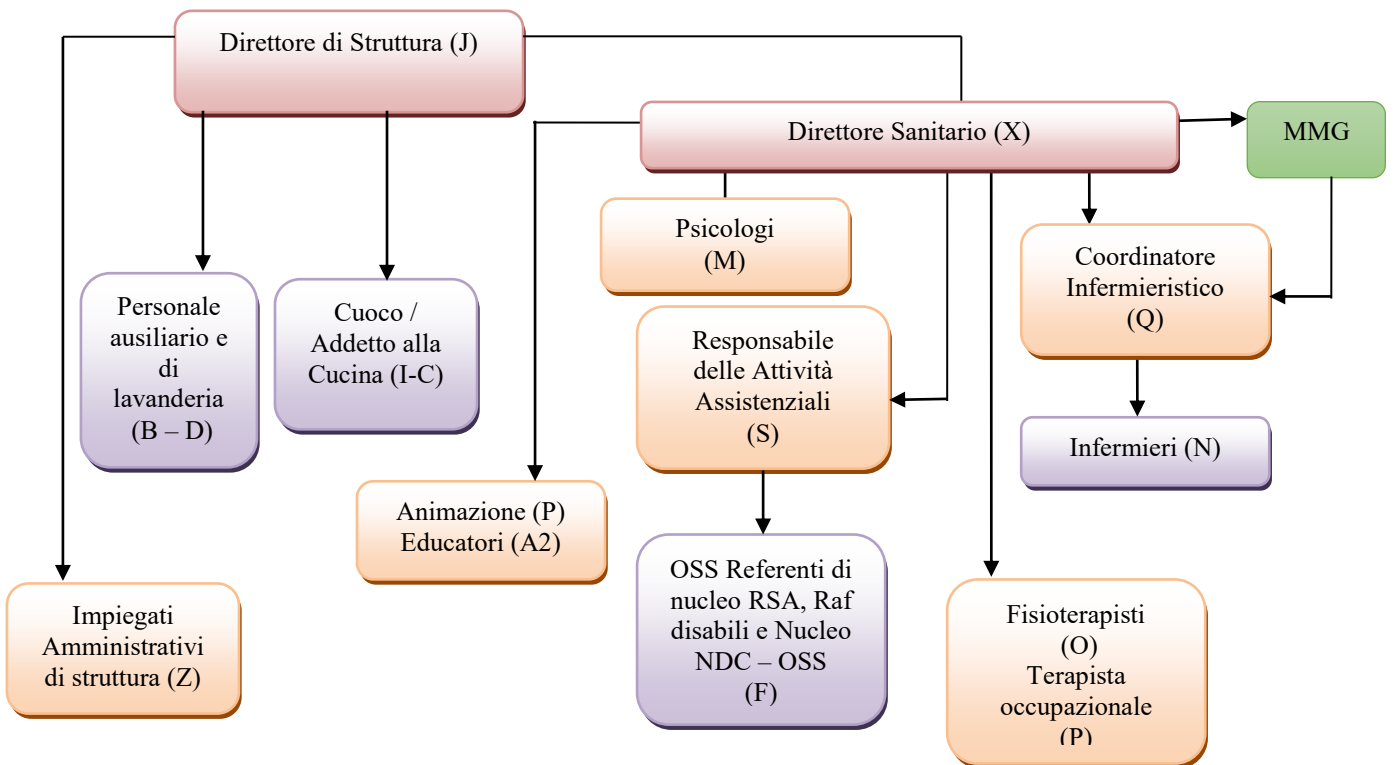 Direttore di Struttura (J)
Direttore Sanitario (X)
MMG
Psicologi
(M)
Coordinatore
Infermieristico
(Q)
Personale
ausiliario e
di
lavanderia
(B – D)
Cuoco /
Addetto alla
Cucina (I-C)
Responsabile
delle Attività
Assistenziali
(S)
Infermieri (N)
Animazione (P)
Educatori (A2)
OSS Referenti di
nucleo RSA, Raf
disabili e Nucleo
NDC – OSS
(F)
Impiegati
Amministrativi
di struttura (Z)
Fisioterapisti
(O)
Terapista
occupazionale
(P)